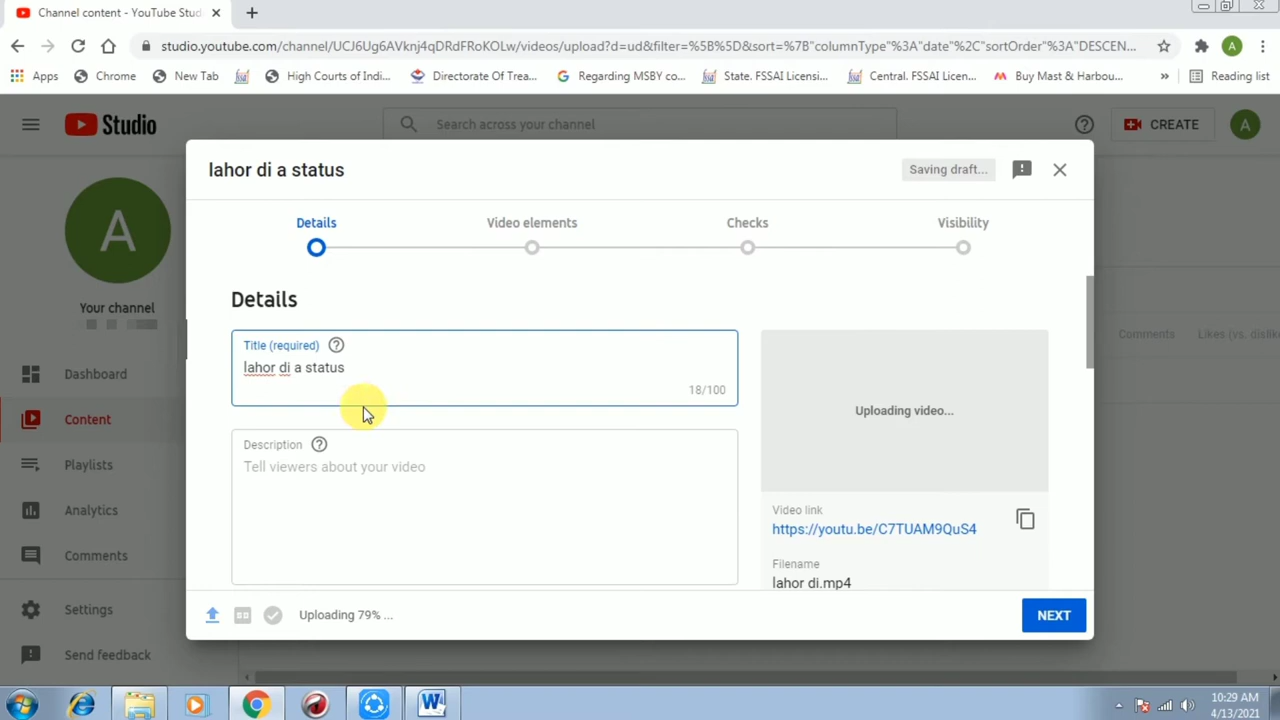 Channel content - YouTube Stud
studio.youtube.com/channel/UCJ6Ug6AVknj4qDRdFRoKOLw/videos/upload?d=ud&filter=%5B%5D&sort=%7B"columnType"%3A"date"%2C"sortOrder"%3A"DESCEN...
Apps Chrome New Tab High Courts of Indi... Directorate Of Trea... Regarding MSBY co... State. FSSAI Licensi... Central. FSSAI Licen... Buy Mast & Harbou... » Reading list
Studio Search across your channel CREATE A
lahor di a status Saving draft...
Details Video elements Checks Visibility
A
Your channel
Details
Title (required)
lahor di a status
18/100
Uploading video...
Description
Tell viewers about your video
Video link
https://youtu.be/C7TUAM9QuS4
Filename
lahor di.mp4
Comments Likes (vs. dislike
Dashboard
Content
Playlists
Analytics
Comments
Settings
Send feedback
Uploading 79% ...
NEXT
10:29 AM
4/13/2021